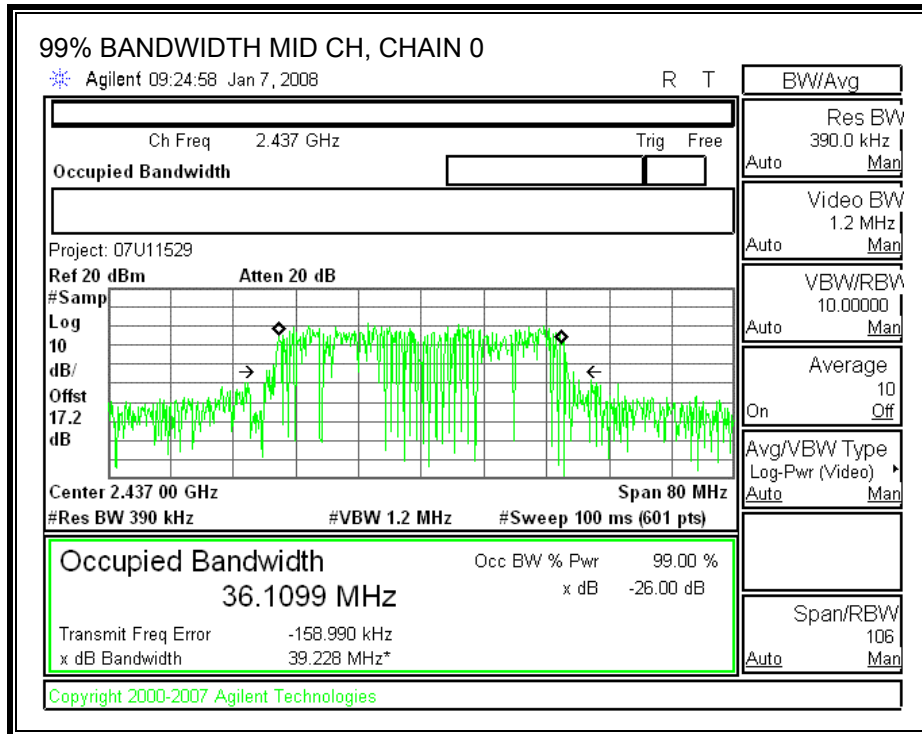 99% BANDWIDTH MID CH, CHAIN 0
Agilent 09:24:58 Jan 7, 2008 R T
Ch Freq 2.437 GHz Trig Free
Occupied Bandwidth
Project: 07U11529
Ref 20 dBm Atten 20 dB
#Samp
Log
10
dB/
Offst
17.2
dB
Center 2.437 00 GHz Span 80 MHz
#Res BW 390 kHz #VBW 1.2 MHz #Sweep 100 ms (601 pts)
Occupied Bandwidth
36.1099 MHz
Occ BW % Pwr 99.00 %
x dB -26.00 dB
Transmit Freq Error -158.990 kHz
x dB Bandwidth 39.228 MHz*
Copyright 2000-2007 Agilent Technologies
BW/Avg
Res BW
390.0 kHz
Auto Man
Video BW
1.2 MHz
Auto Man
VBW/RBW
10.00000
Auto Man
Average
10
On Off
Avg/VBW Type
Log-Pwr (Video)
Auto Man
Span/RBW
106
Auto Man